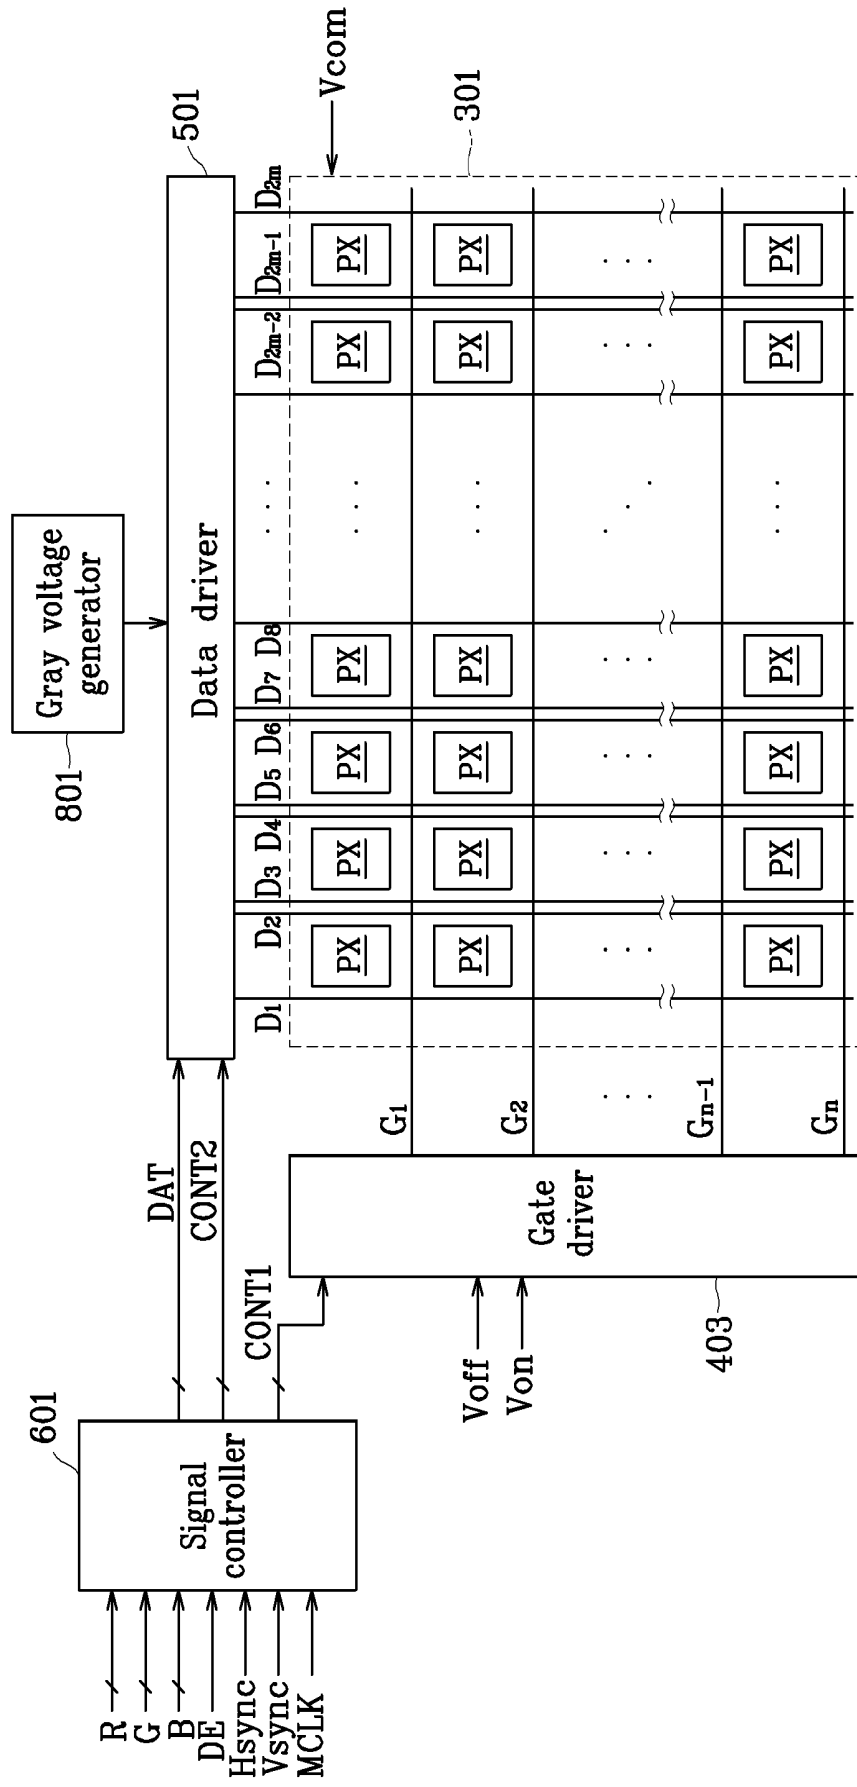 Gray voltage
generator
801
501
Data driver
DAT
CONT2
CONT1
601
Signal
controller
R
G
B
DE
Hsync
Vsync
MCLK
Voff
Von
Gate
driver
403
D1 D2 D3 D4 D5 D6 D7 D8 ... D2m-2 D2m-1 D2m
Vcom
301
PX PX PX PX ... PX PX
G1
PX PX PX PX ... PX PX
G2
... ... ... ... ... ... ... ...
Gn-1
PX PX PX PX ... PX PX
Gn